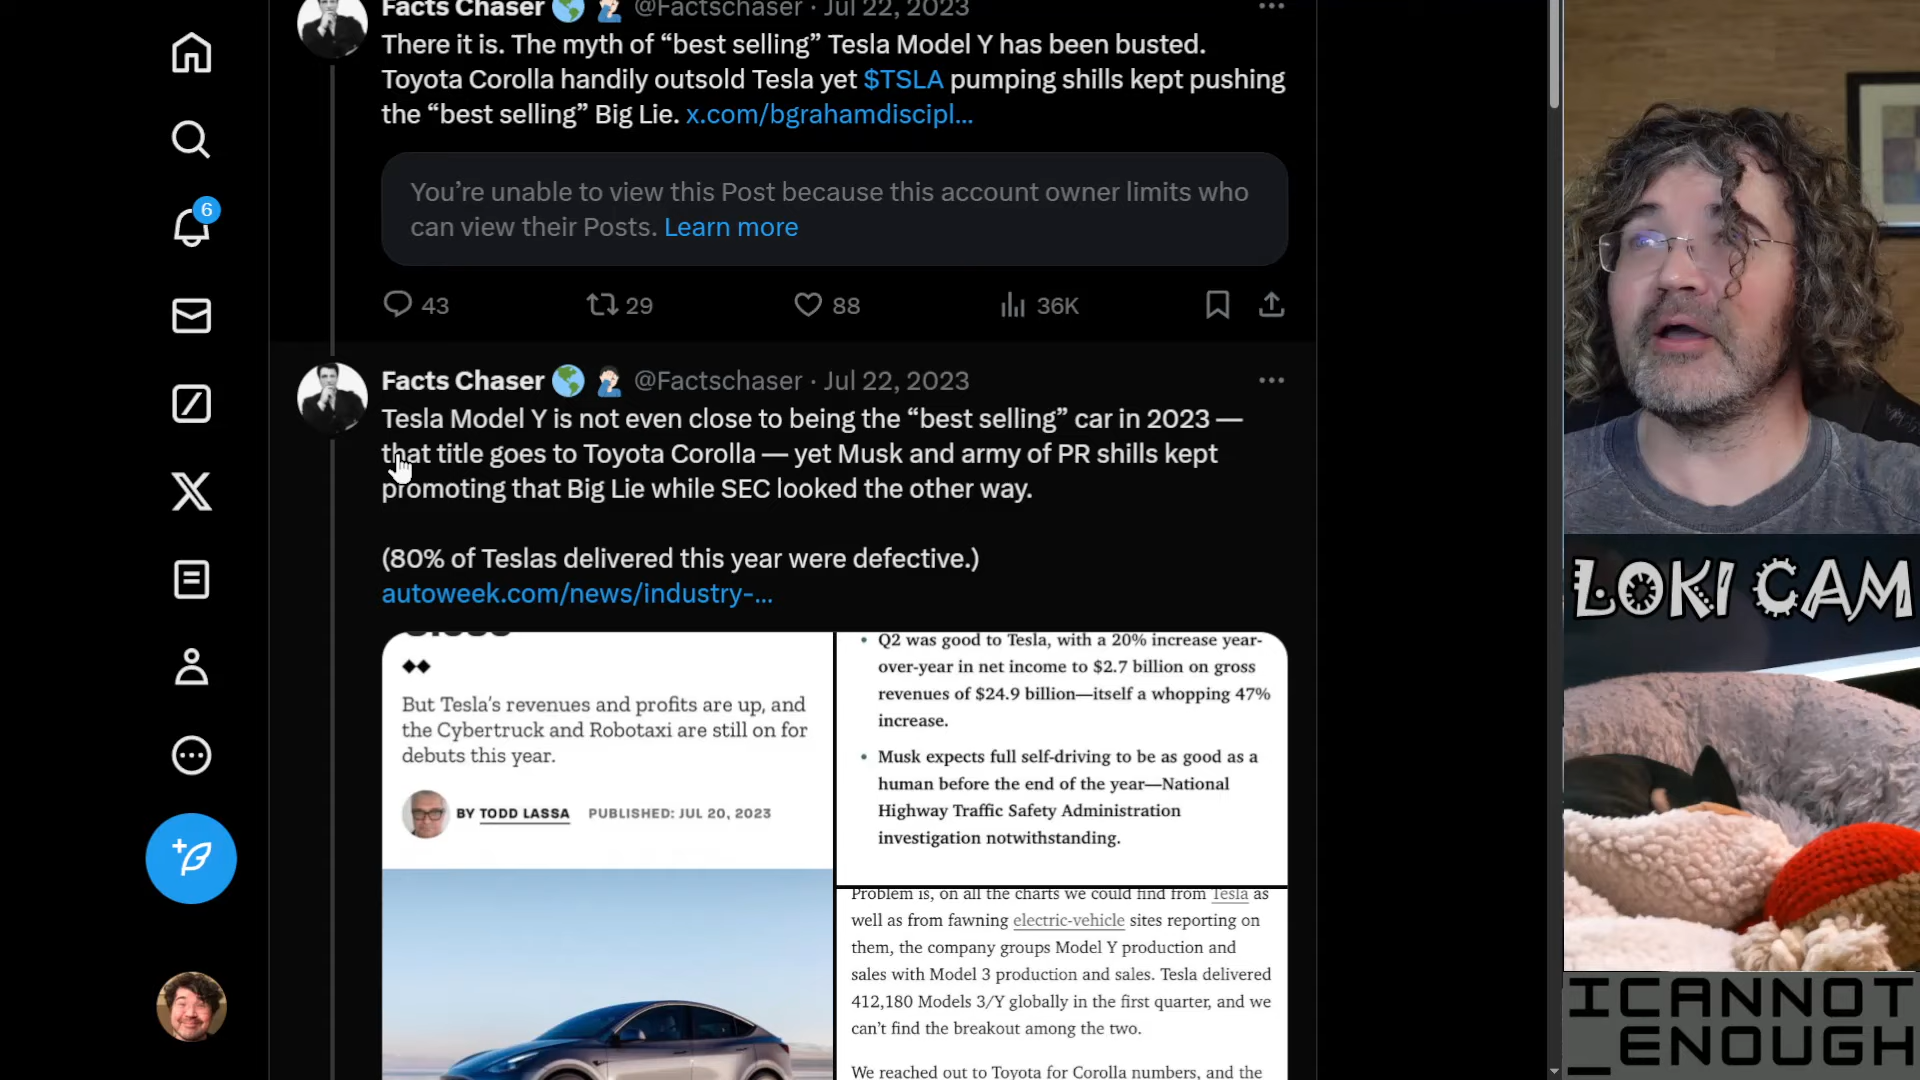 Facts Chaser @Factschaser · Jul 22, 2023
There it is. The myth of “best selling” Tesla Model Y has been busted.
Toyota Corolla handily outsold Tesla yet $TSLA pumping shills kept pushing
the “best selling” Big Lie. x.com/bgrahamdiscipl...
You’re unable to view this Post because this account owner limits who
can view their Posts. Learn more
43 29 88 36K
6
Facts Chaser @Factschaser · Jul 22, 2023
Tesla Model Y is not even close to being the “best selling” car in 2023 —
that title goes to Toyota Corolla — yet Musk and army of PR shills kept
promoting that Big Lie while SEC looked the other way.
(80% of Teslas delivered this year were defective.)
autoweek.com/news/industry-...
But Tesla’s revenues and profits are up, and
the Cybertruck and Robotaxi are still on for
debuts this year.
BY TODD LASSA PUBLISHED: JUL 20, 2023
• Q2 was good to Tesla, with a 20% increase year-
over-year in net income to $2.7 billion on gross
revenues of $24.9 billion—itself a whopping 47%
increase.
• Musk expects full self-driving to be as good as a
human before the end of the year—National
Highway Traffic Safety Administration
investigation notwithstanding.
Problem is, on all the charts we could find from Tesla as
well as from fawning electric-vehicle sites reporting on
them, the company groups Model Y production and
sales with Model 3 production and sales. Tesla delivered
412,180 Models 3/Y globally in the first quarter, and we
can’t find the breakout among the two.
We reached out to Toyota for Corolla numbers, and the
LOKI CAM
ICANNOT
_ENOUGH